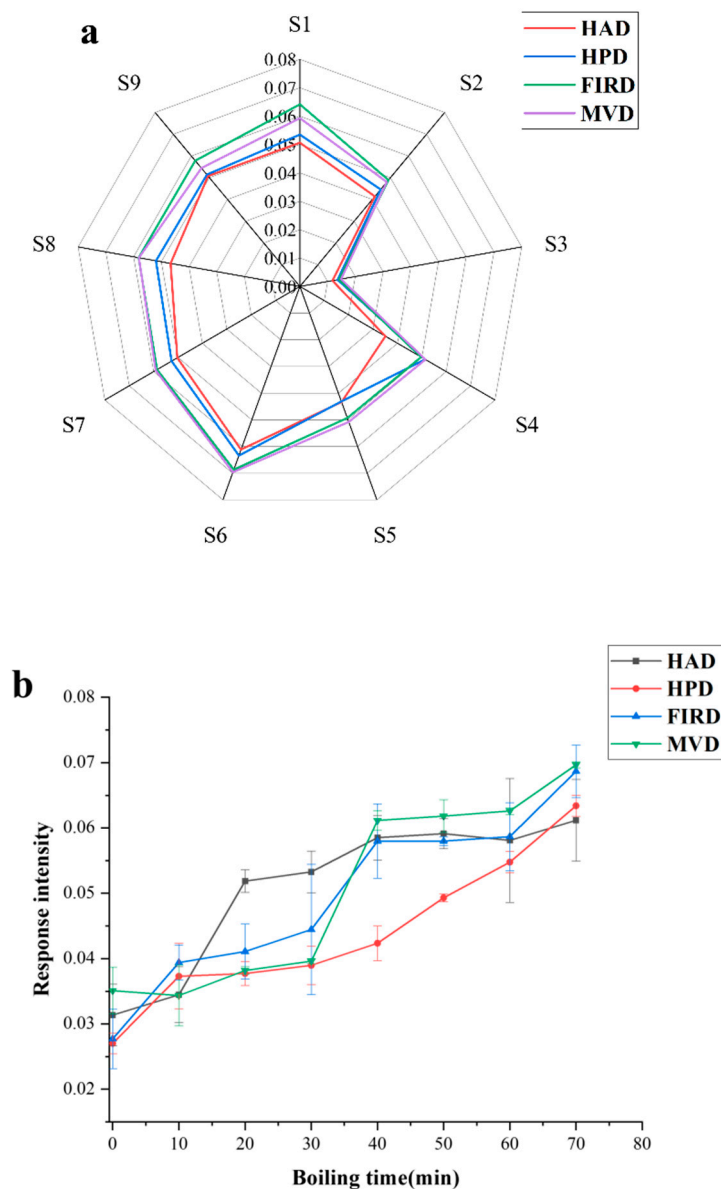 a
S1
S2
S3
S4
S5
S6
S7
S8
S9
0.08
0.07
0.06
0.05
0.04
0.03
0.02
0.01
0.00
HAD
HPD
FIRD
MVD
b
HAD
HPD
FIRD
MVD
Response intensity
0.08
0.07
0.06
0.05
0.04
0.03
0.02
0 10 20 30 40 50 60 70 80
Boiling time(min)